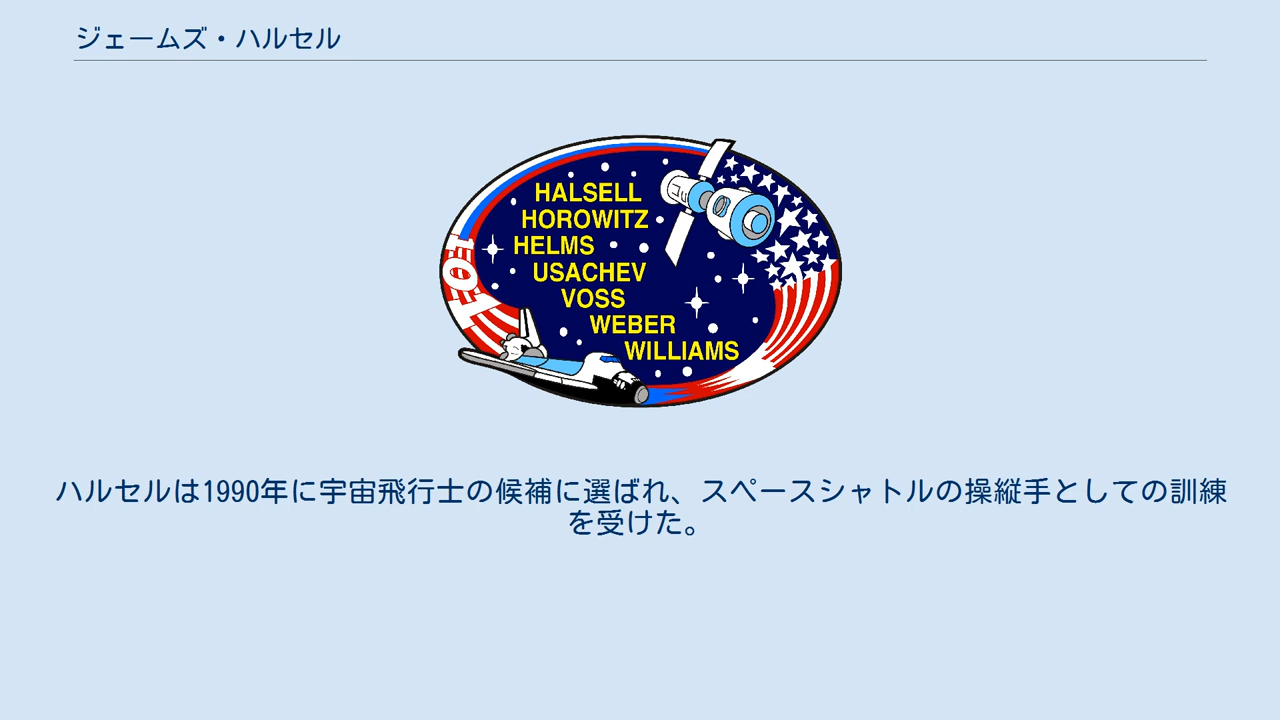 ジェームズ・ハルセル
HALSELL
HOROWITZ
HELMS
USACHEV
VOSS
WEBER
WILLIAMS
101
ハルセルは1990年に宇宙飛行士の候補に選ばれ、スペースシャトルの操縦手としての訓練
を受けた。